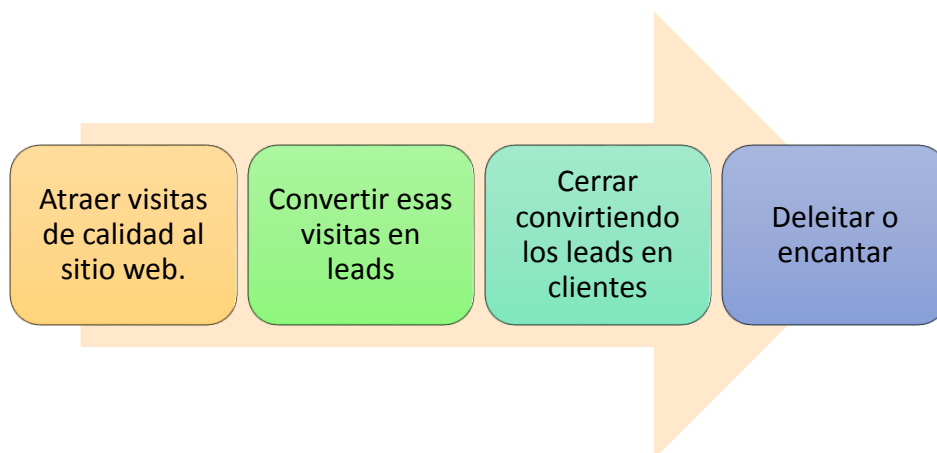 Atraer visitas
de calidad al
sitio web.
Convertir esas
visitas en
leads
Cerrar
convirtiendo
los leads en
clientes
Deleitar o
encantar